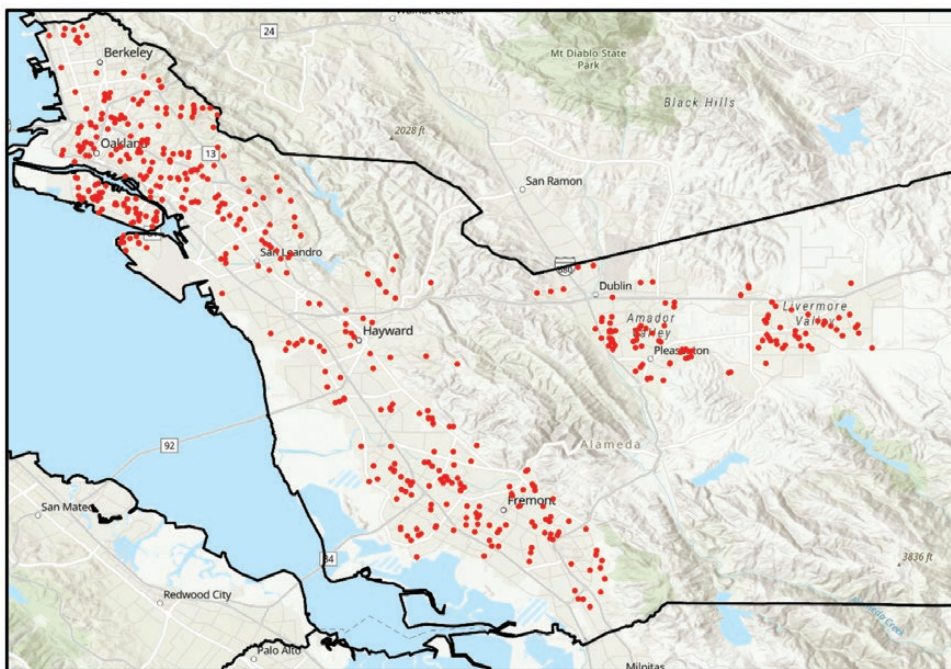 Walnut Creek
24
Mt Diablo State
Park
Berkeley
Black Hills
2028 ft
Oakland
13
San Ramon
San Leandro
680
Dublin
Livermore
Valley
Amador
Valley
Hayward
Pleasanton
92
Alameda
San Mateo
Fremont
84
3836 ft
Redwood City
Creek
Palo Alto
Milpitas